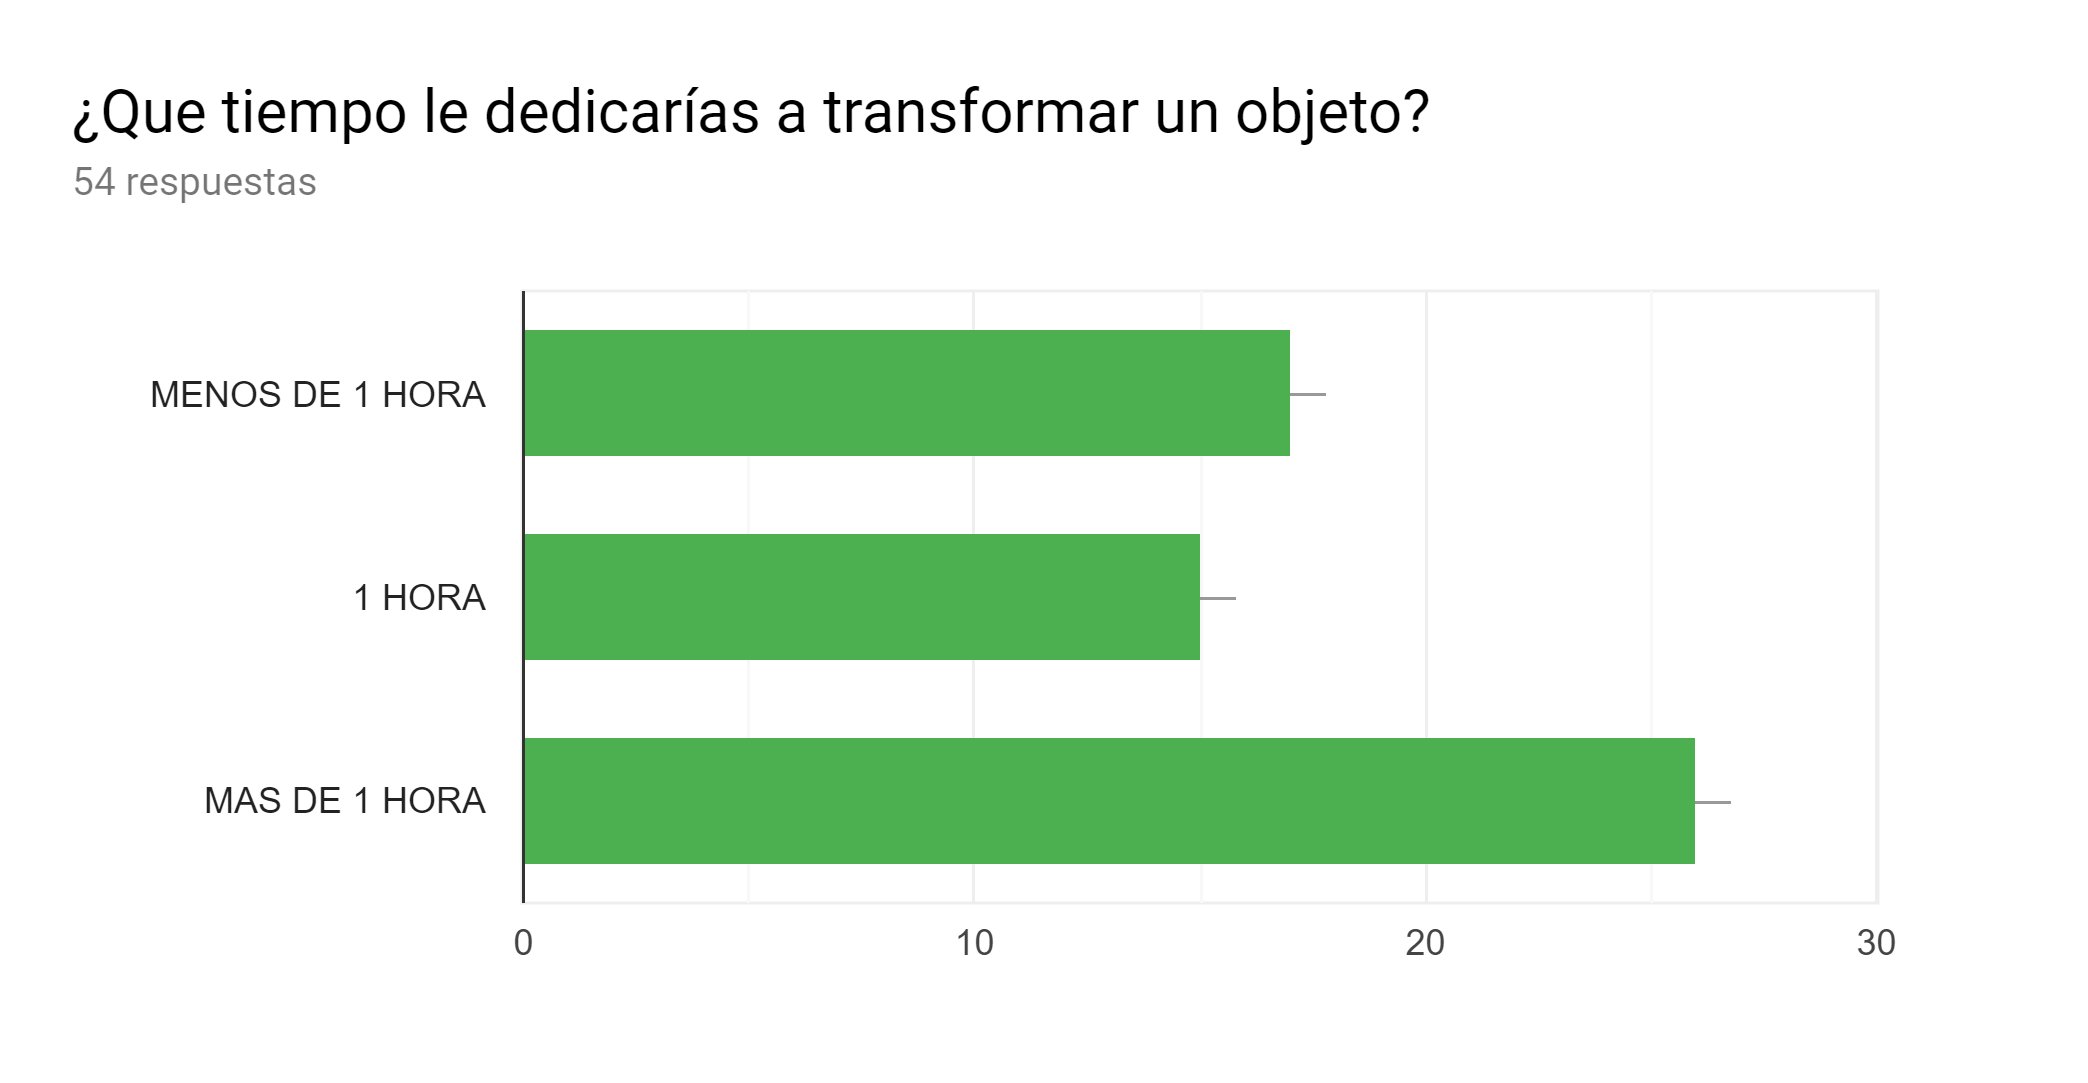 ¿Que tiempo le dedicarías a transformar un objeto?
54 respuestas
MENOS DE 1 HORA
1 HORA
MAS DE 1 HORA
0 10 20 30